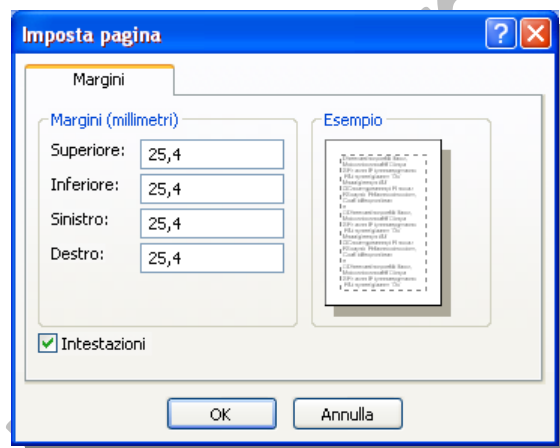 Imposta pagina
Margini
Margini (millimetri)
Esempio
Superiore: 25,4
Inferiore: 25,4
Sinistro: 25,4
Destro: 25,4
Intestazioni
OK
Annulla